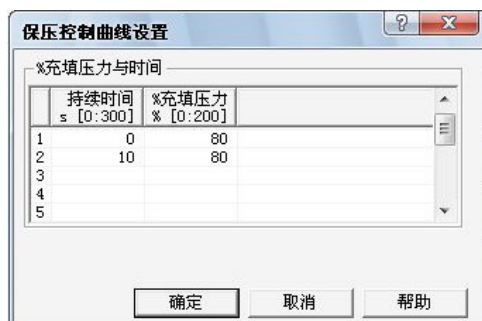 保压控制曲线设置
%充填压力与时间
持续时间 %充填压力
s [0:300] % [0:200]
1 0 80
2 10 80
3
4
5
确定 取消 帮助